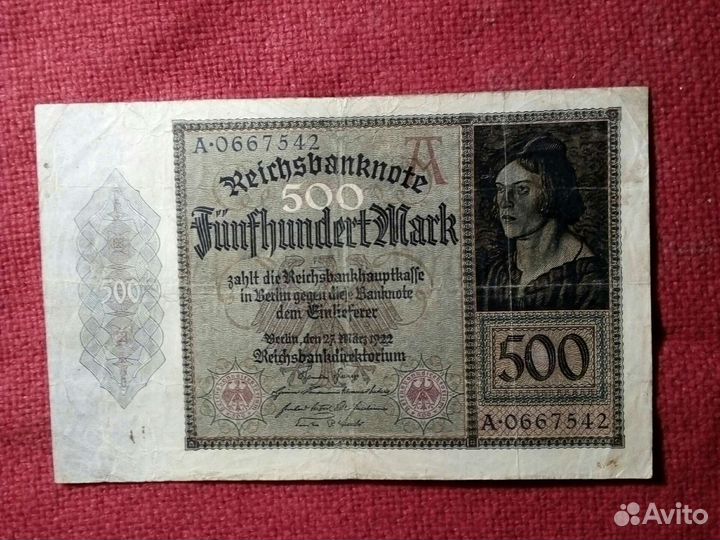 A·0667542
Reichsbanknote
500
Fünfhundert Mark
zahlt die Reichsbankhauptkasse
in Berlin gegen diese Banknote
dem Einlieferer
Berlin, den 27. März 1922
Reichsbankdirektorium
500
500
A·0667542
Avito